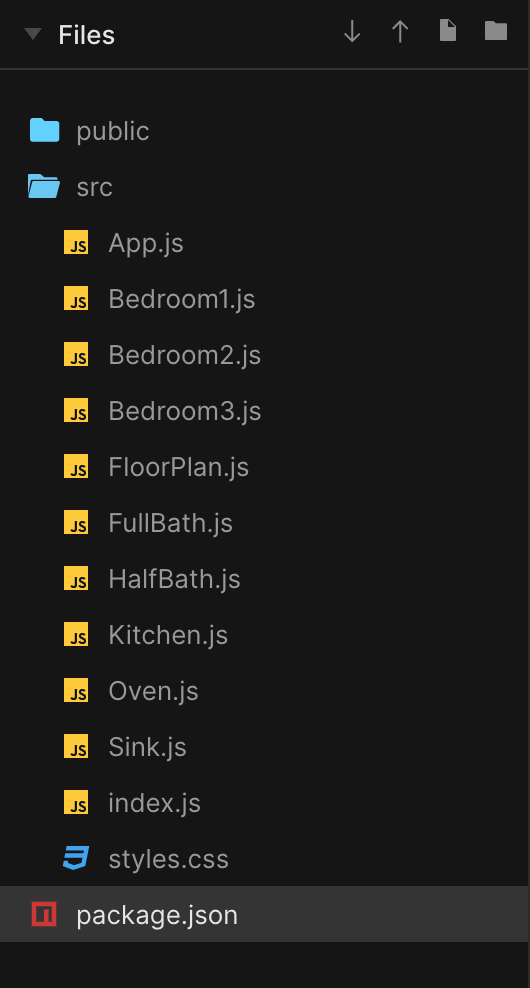 Files
public
src
JS App.js
JS Bedroom1.js
JS Bedroom2.js
JS Bedroom3.js
JS FloorPlan.js
JS FullBath.js
JS HalfBath.js
JS Kitchen.js
JS Oven.js
JS Sink.js
JS index.js
styles.css
package.json